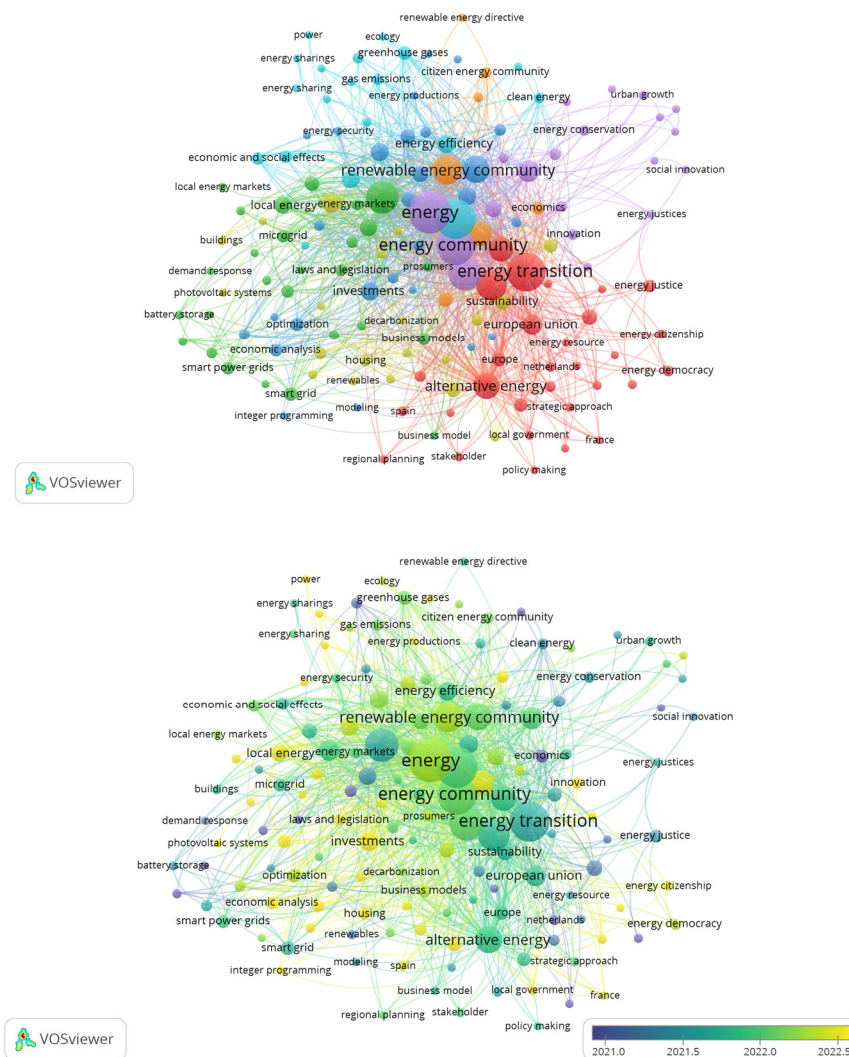 renewable energy directive
power
ecology
greenhouse gases
energy sharings
citizen energy community
gas emissions
energy sharing
energy productions
clean energy
urban growth
energy security
energy conservation
energy efficiency
economic and social effects
renewable energy community
social innovation
local energy markets
local energy
energy markets
energy
economics
energy justices
microgrid
innovation
buildings
energy community
demand response
laws and legislation
prosumers
energy transition
photovoltaic systems
investments
energy justice
sustainability
battery storage
optimization
decarbonization
european union
energy citizenship
business models
energy resource
economic analysis
smart power grids
housing
europe
netherlands
energy democracy
renewables
alternative energy
smart grid
integer programming
modeling
spain
strategic approach
business model
local government
france
regional planning
stakeholder
policy making
VOSviewer
renewable energy directive
power
ecology
greenhouse gases
energy sharings
citizen energy community
gas emissions
energy sharing
energy productions
clean energy
urban growth
energy security
energy conservation
energy efficiency
economic and social effects
renewable energy community
social innovation
local energy markets
local energy
energy markets
energy
economics
energy justices
microgrid
innovation
buildings
energy community
demand response
laws and legislation
prosumers
energy transition
photovoltaic systems
investments
energy justice
sustainability
battery storage
optimization
decarbonization
european union
energy citizenship
business models
energy resource
economic analysis
smart power grids
housing
europe
netherlands
energy democracy
renewables
alternative energy
smart grid
integer programming
modeling
spain
strategic approach
business model
local government
france
regional planning
stakeholder
policy making
VOSviewer
2021.0 2021.5 2022.0 2022.5